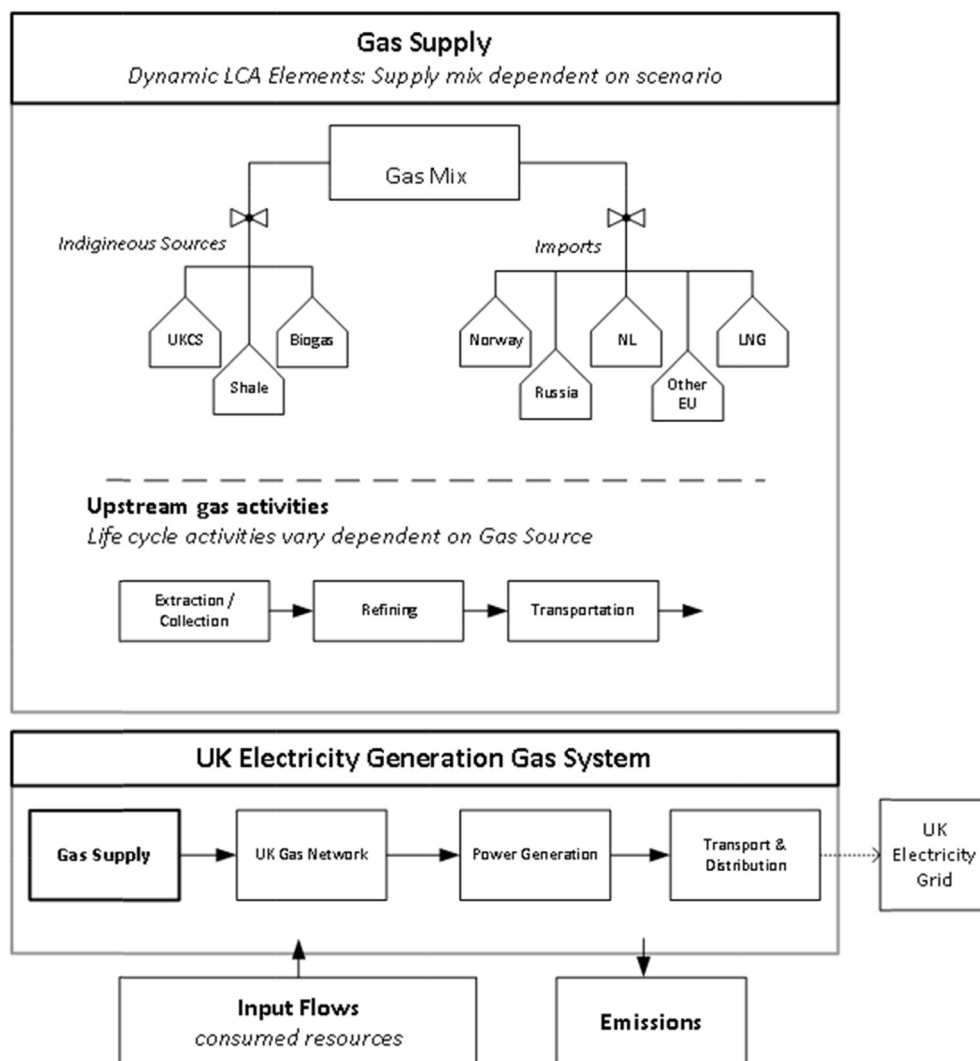 Gas Supply
Dynamic LCA Elements: Supply mix dependent on scenario
Gas Mix
Indigineous Sources
Imports
UKCS
Biogas
Shale
Norway
NL
LNG
Russia
Other
EU
Upstream gas activities
Life cycle activities vary dependent on Gas Source
Extraction /
Collection
Refining
Transportation
UK Electricity Generation Gas System
Gas Supply
UK Gas Network
Power Generation
Transport &
Distribution
UK
Electricity
Grid
Input Flows
consumed resources
Emissions